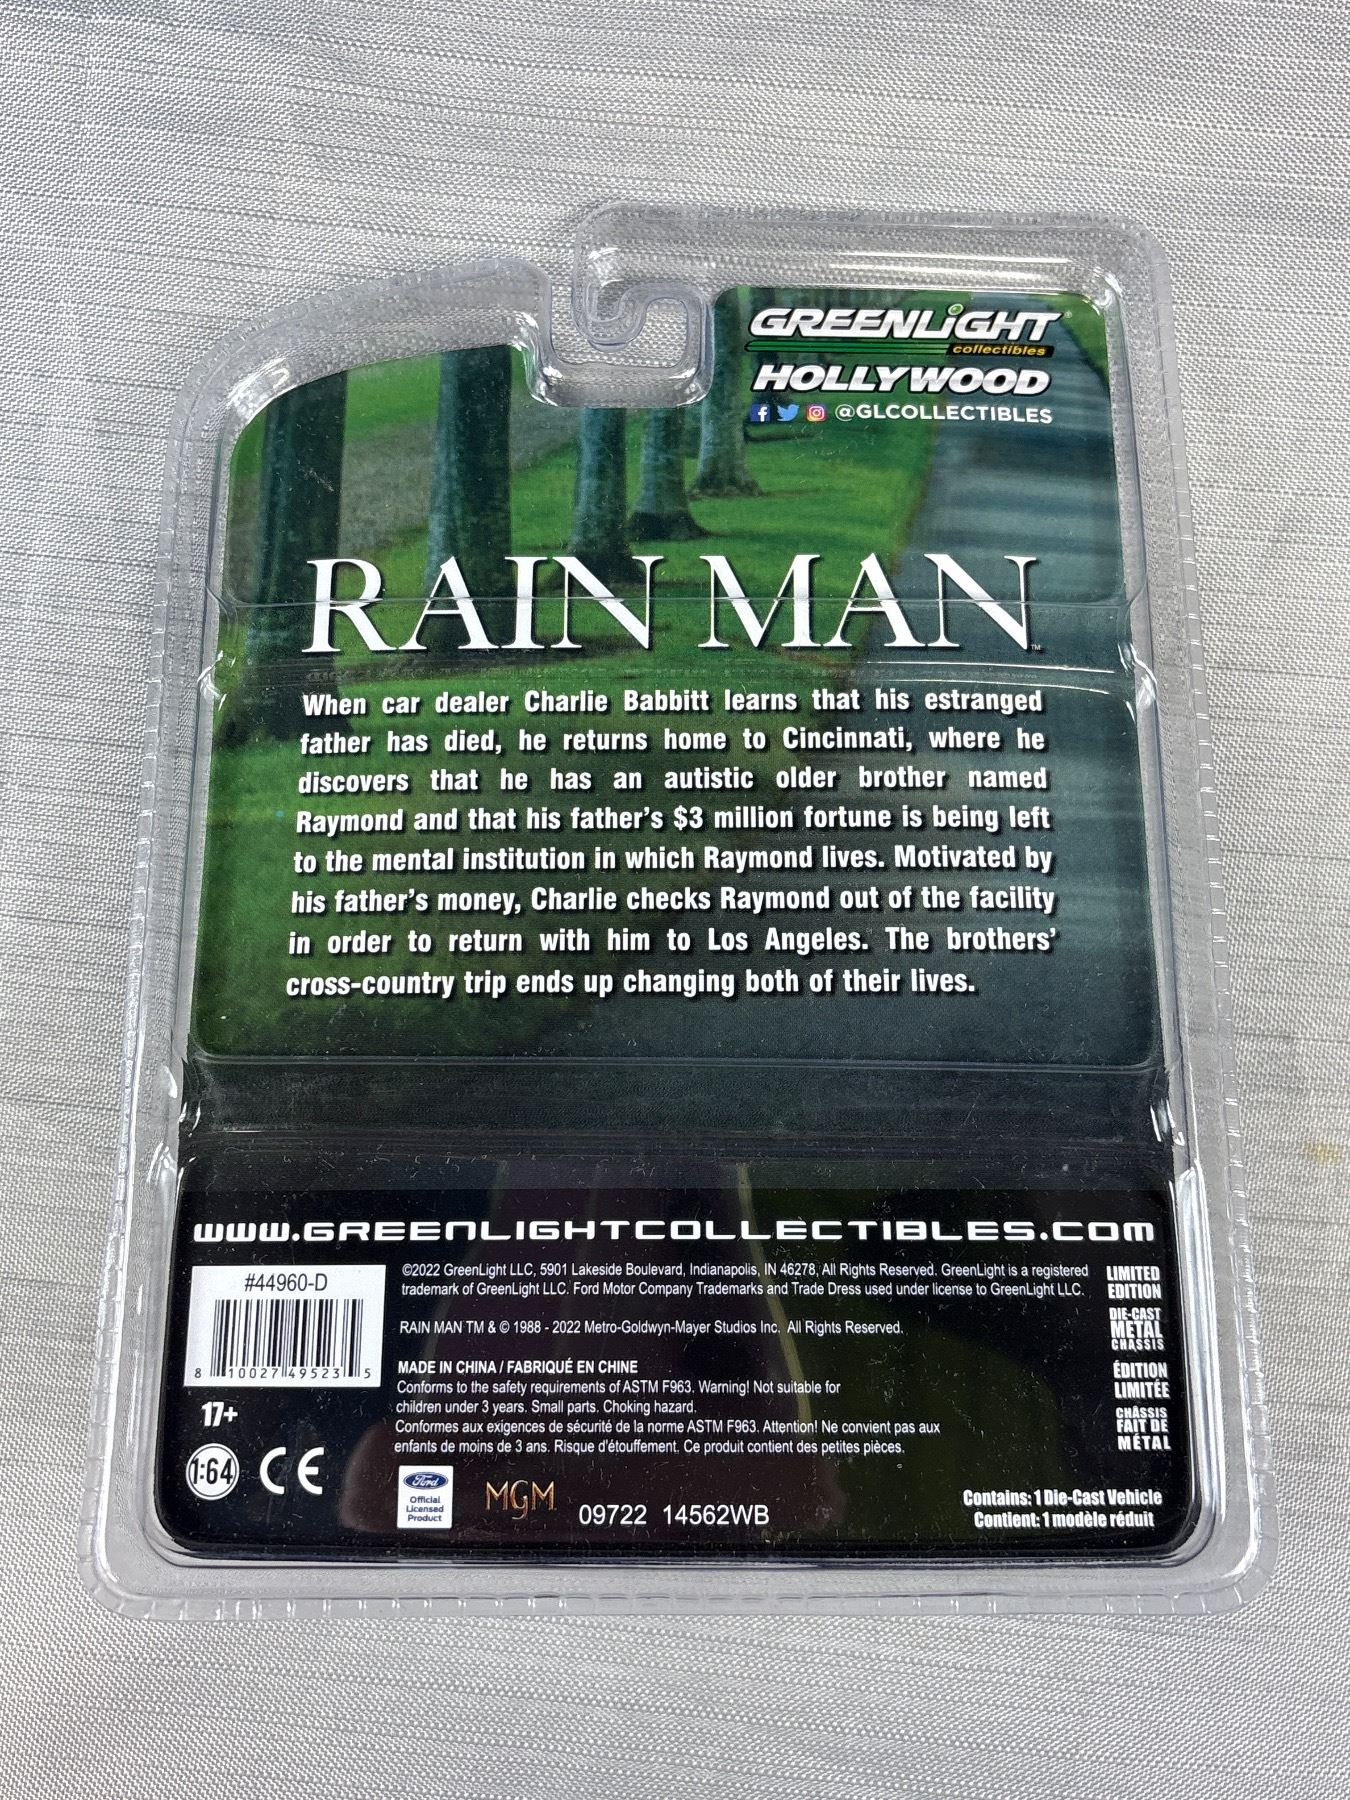 GREENLiGHT®
collectibles
HOLLYWOOD
@GLCOLLECTIBLES
RAIN MAN™
When car dealer Charlie Babbitt learns that his estranged
father has died, he returns home to Cincinnati, where he
discovers that he has an autistic older brother named
Raymond and that his father's $3 million fortune is being left
to the mental institution in which Raymond lives. Motivated by
his father's money, Charlie checks Raymond out of the facility
in order to return with him to Los Angeles. The brothers'
cross-country trip ends up changing both of their lives.
www.GREENLIGHTCOLLECTIBLES.COM
#44960-D
8 10027 49523 5
17+
1:64
CE
©2022 GreenLight LLC, 5901 Lakeside Boulevard, Indianapolis, IN 46278, All Rights Reserved. GreenLight is a registered
trademark of GreenLight LLC. Ford Motor Company Trademarks and Trade Dress used under license to GreenLight LLC.
RAIN MAN TM & © 1988 - 2022 Metro-Goldwyn-Mayer Studios Inc. All Rights Reserved.
MADE IN CHINA / FABRIQUÉ EN CHINE
Conforms to the safety requirements of ASTM F963. Warning! Not suitable for
children under 3 years. Small parts. Choking hazard.
Conformes aux exigences de sécurité de la norme ASTM F963. Attention! Ne convient pas aux
enfants de moins de 3 ans. Risque d'étouffement. Ce produit contient des petites pièces.
Ford
Official
Licensed
Product
MGM
09722 14562WB
LIMITED
EDITION
DIE-CAST
METAL
CHASSIS
ÉDITION
LIMITÉE
CHÂSSIS
FAIT DE
MÉTAL
Contains: 1 Die-Cast Vehicle
Contient: 1 modèle réduit